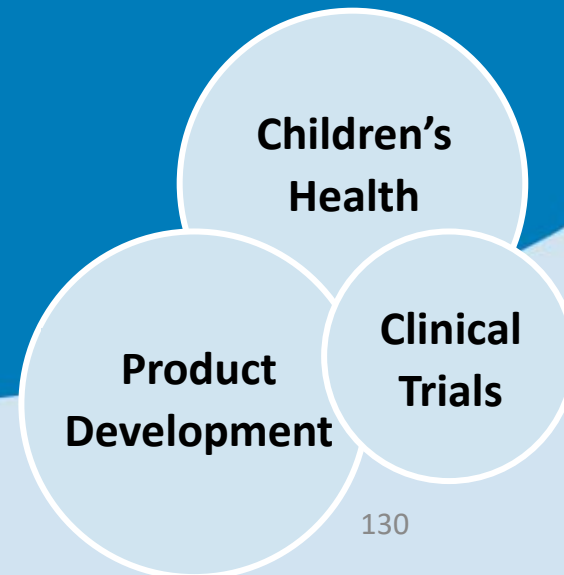 Children’s
Health
Clinical
Trials
Product
Development
130